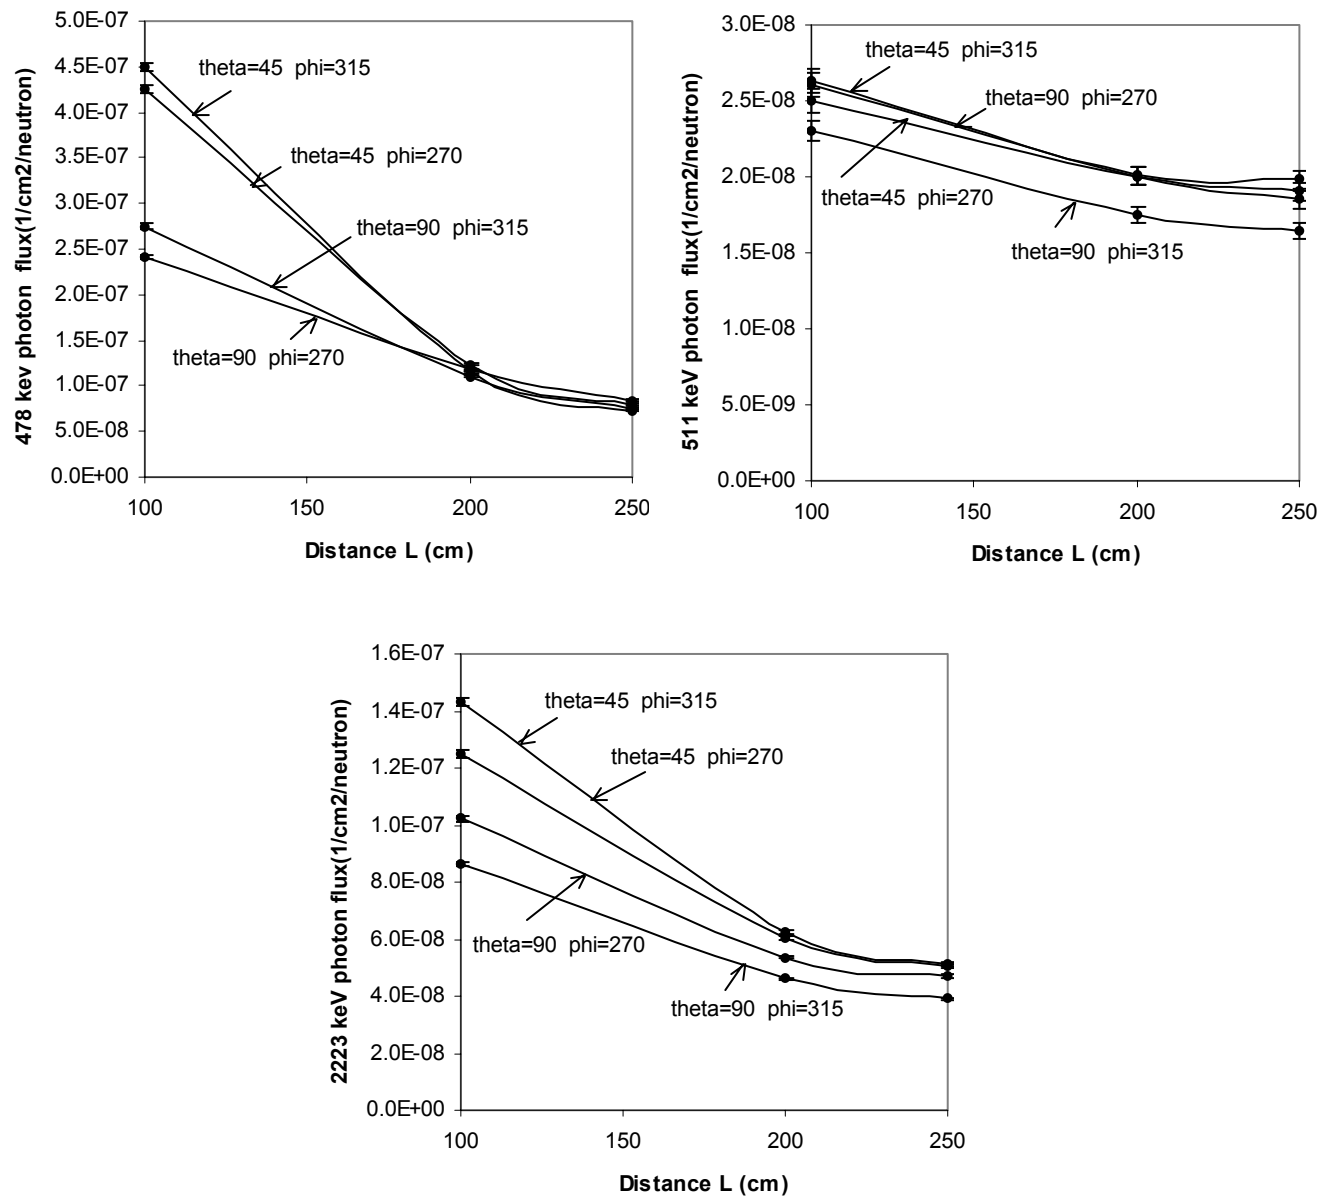 478 kev photon flux(1/cm2/neutron)
5.0E-07
4.5E-07
4.0E-07
3.5E-07
3.0E-07
2.5E-07
2.0E-07
1.5E-07
1.0E-07
5.0E-08
0.0E+00
theta=45 phi=315
theta=45 phi=270
theta=90 phi=315
theta=90 phi=270
100 150 200 250
Distance L (cm)
511 keV photon flux(1/cm2/neutron)
3.0E-08
2.5E-08
2.0E-08
1.5E-08
1.0E-08
5.0E-09
0.0E+00
theta=45 phi=315
theta=90 phi=270
theta=45 phi=270
theta=90 phi=315
100 150 200 250
Distance L (cm)
2223 keV photon flux(1/cm2/neutron)
1.6E-07
1.4E-07
1.2E-07
1.0E-07
8.0E-08
6.0E-08
4.0E-08
2.0E-08
0.0E+00
theta=45 phi=315
theta=45 phi=270
theta=90 phi=270
theta=90 phi=315
100 150 200 250
Distance L (cm)